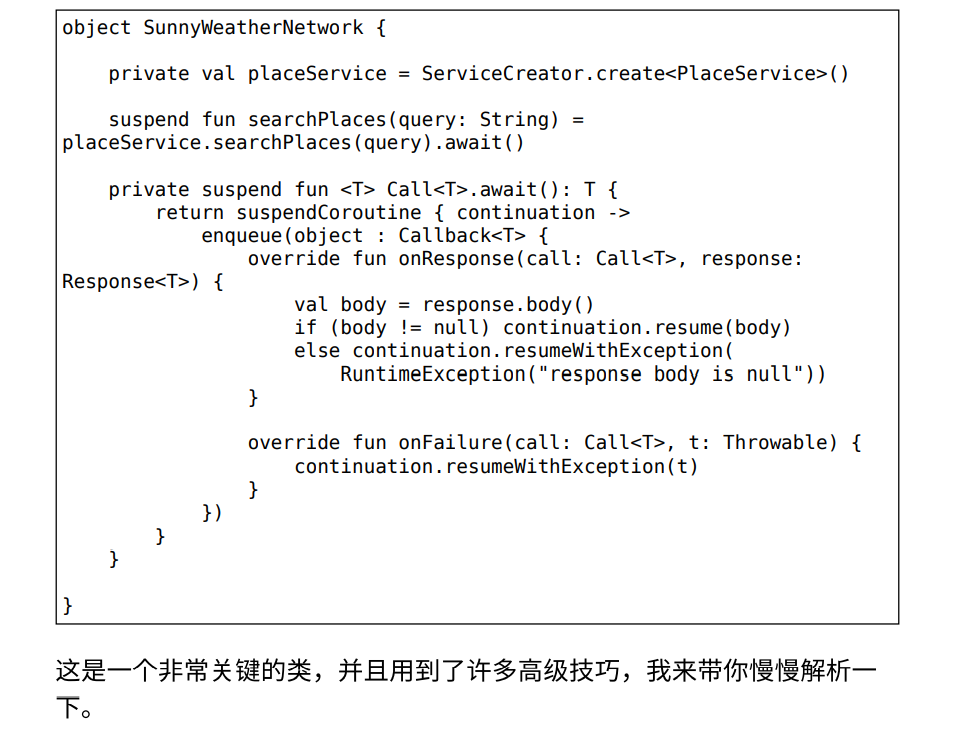 object SunnyWeatherNetwork {
    private val placeService = ServiceCreator.create<PlaceService>()
    suspend fun searchPlaces(query: String) =
placeService.searchPlaces(query).await()
    private suspend fun <T> Call<T>.await(): T {
        return suspendCoroutine { continuation ->
            enqueue(object : Callback<T> {
                override fun onResponse(call: Call<T>, response:
Response<T>) {
                    val body = response.body()
                    if (body != null) continuation.resume(body)
                    else continuation.resumeWithException(
                        RuntimeException("response body is null"))
                }
                override fun onFailure(call: Call<T>, t: Throwable) {
                    continuation.resumeWithException(t)
                }
            })
        }
    }
}
这是一个非常关键的类，并且用到了许多高级技巧，我来带你慢慢解析一
下。